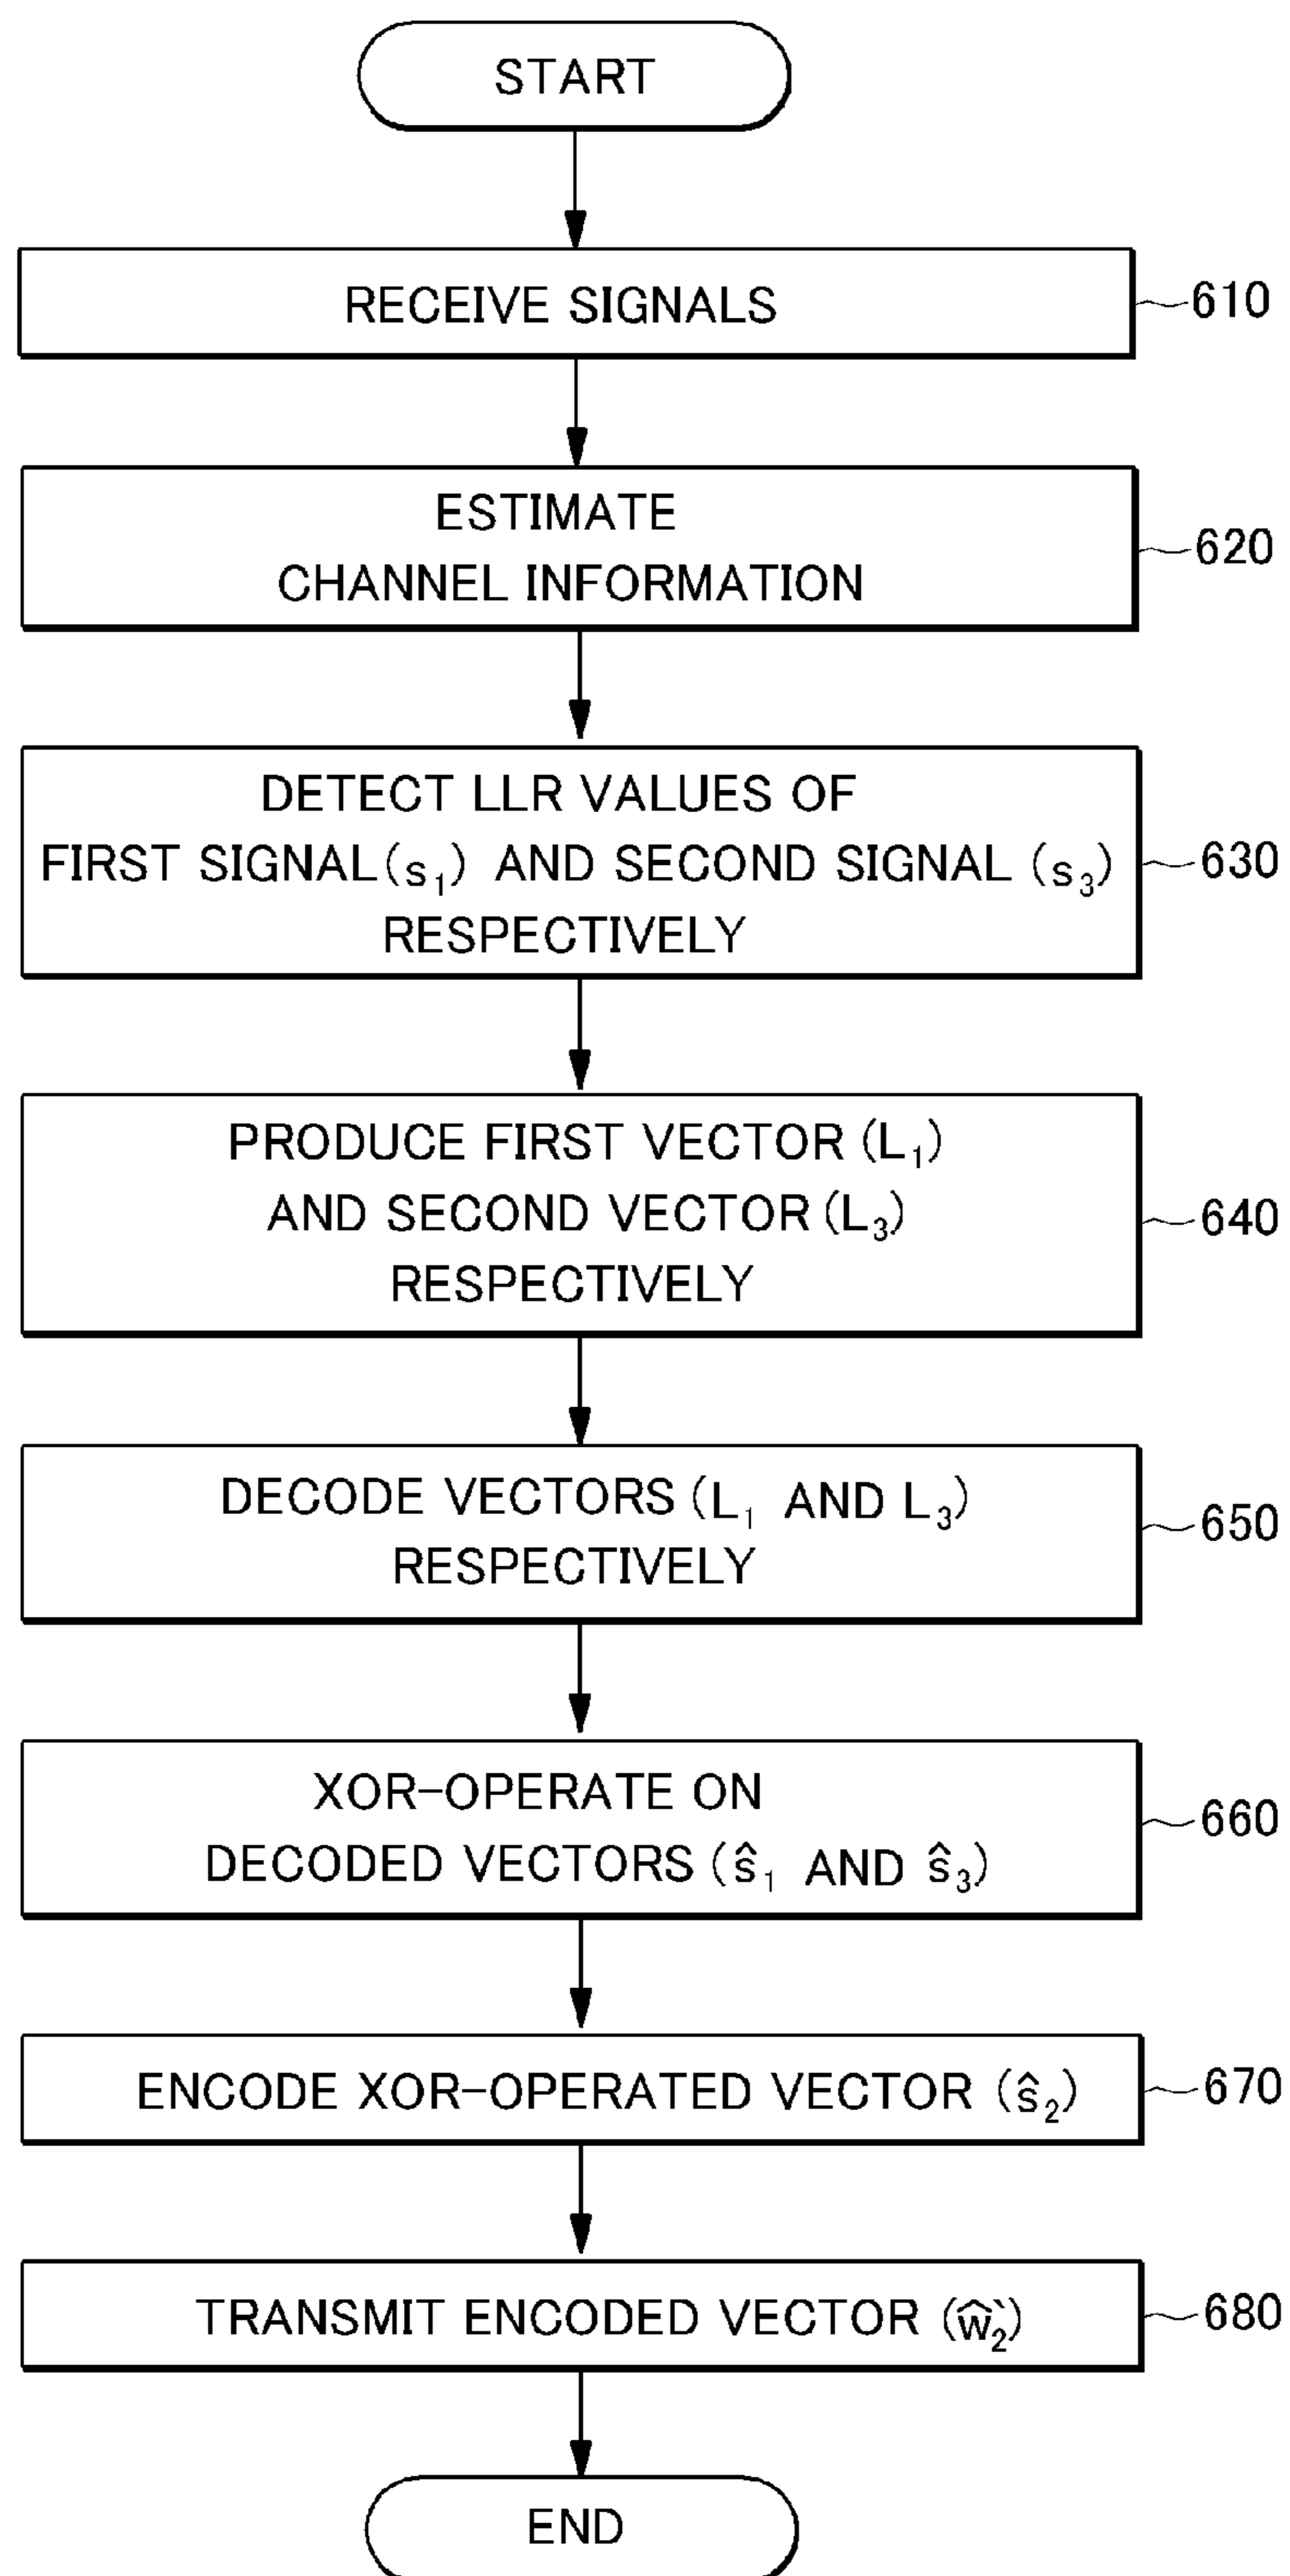 START
RECEIVE SIGNALS
610
ESTIMATE
CHANNEL INFORMATION
620
DETECT LLR VALUES OF
FIRST SIGNAL(s₁) AND SECOND SIGNAL (s₃)
RESPECTIVELY
630
PRODUCE FIRST VECTOR (L₁)
AND SECOND VECTOR (L₃)
RESPECTIVELY
640
DECODE VECTORS (L₁ AND L₃)
RESPECTIVELY
650
XOR-OPERATE ON
DECODED VECTORS (ŝ₁ AND ŝ₃)
660
ENCODE XOR-OPERATED VECTOR (ŝ₂)
670
TRANSMIT ENCODED VECTOR (ŵ₂)
680
END